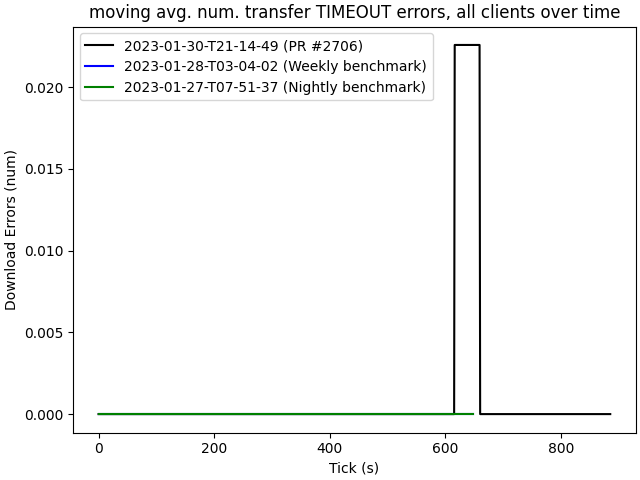 moving avg. num. transfer TIMEOUT errors, all clients over time
2023-01-30-T21-14-49 (PR #2706)
2023-01-28-T03-04-02 (Weekly benchmark)
2023-01-27-T07-51-37 (Nightly benchmark)
Download Errors (num)
0.020
0.015
0.010
0.005
0.000
0 200 400 600 800
Tick (s)